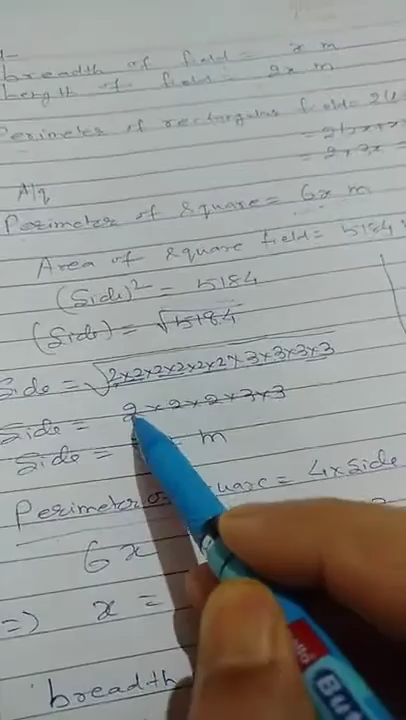 breadth of field = x m
Length of field = 2x m
Perimeter of rectangular field = 2(
= 2(x+2x
= 2×3x =
A/q
Perimeter of square = 6x m
Area of square field = 5184
(Side)² = 5184
(Side) = √5184
Side = √2×2×2×2×2×2×3×3×3×3
Side = 2×2×2×3×3
Side = m
Perimeter of square = 4×Side
6x
=) x =
breadth